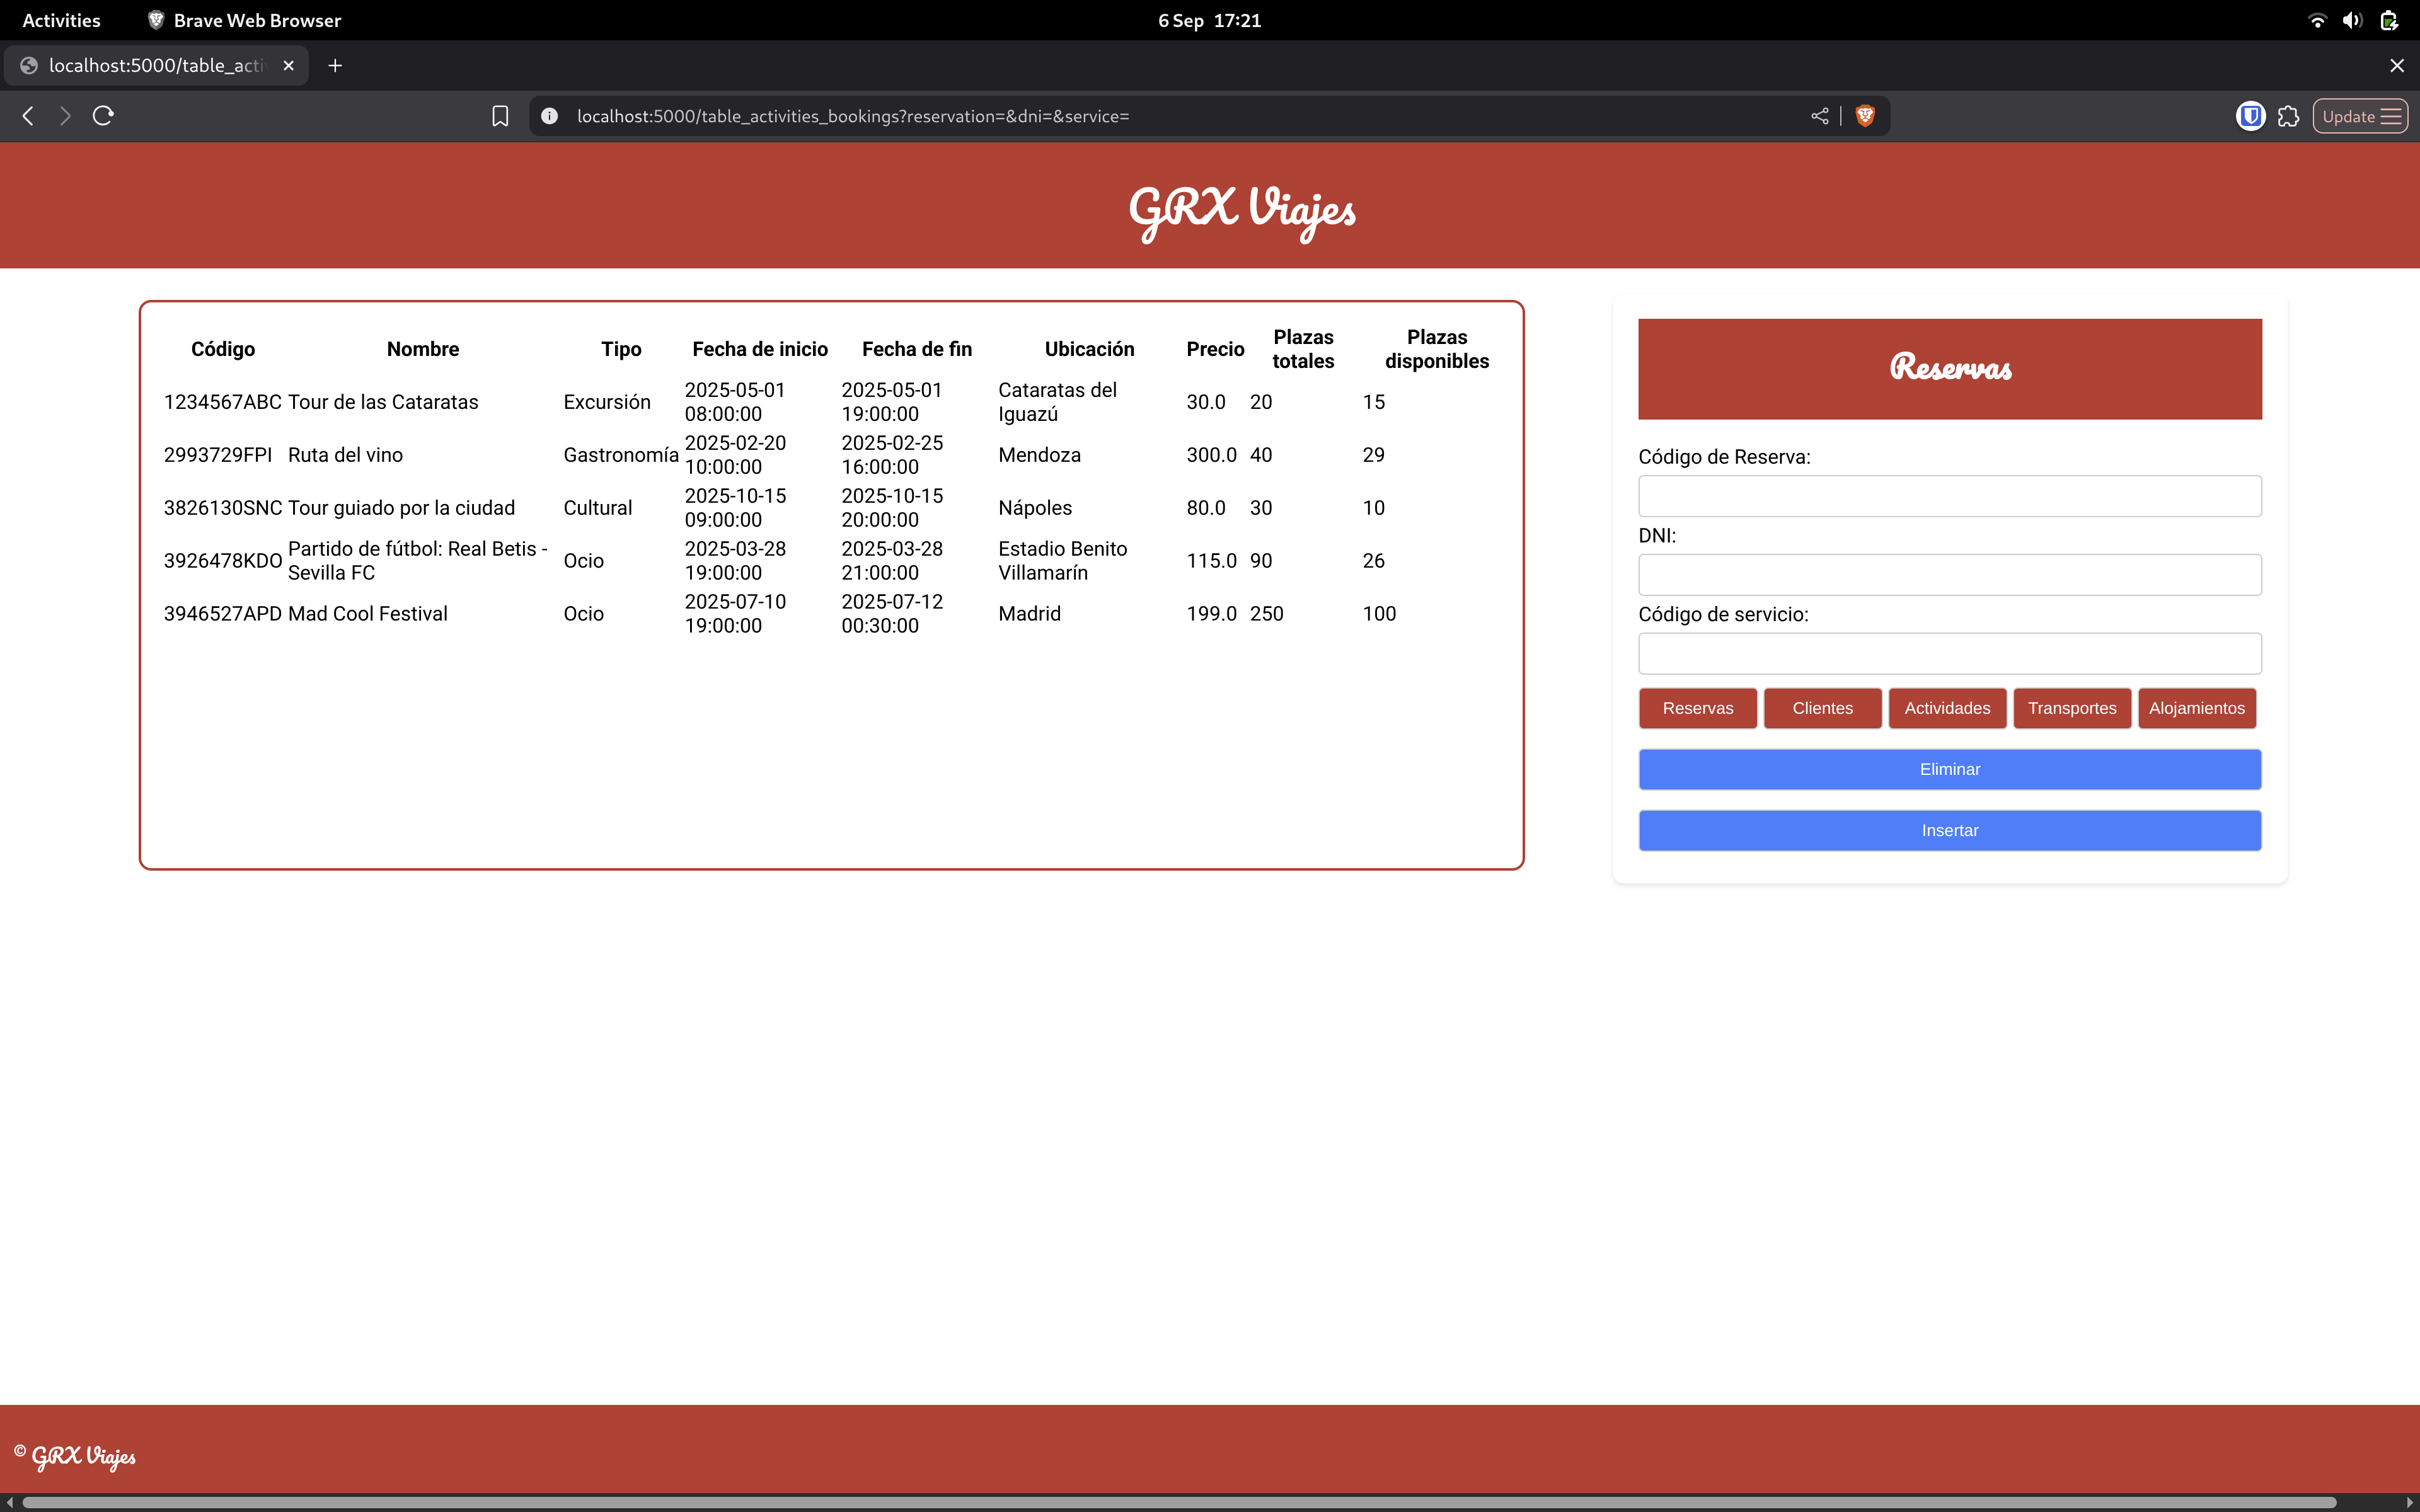 Activities
Brave Web Browser
6 Sep 17:21
localhost:5000/table_acti
localhost:5000/table_activities_bookings?reservation=&dni=&service=
Update
GRX Viajes
Código Nombre Tipo Fecha de inicio Fecha de fin Ubicación Precio Plazas totales Plazas disponibles
1234567ABC Tour de las Cataratas Excursión 2025-05-01 08:00:00 2025-05-01 19:00:00 Cataratas del Iguazú 30.0 20 15
2993729FPI Ruta del vino Gastronomía 2025-02-20 10:00:00 2025-02-25 16:00:00 Mendoza 300.0 40 29
3826130SNC Tour guiado por la ciudad Cultural 2025-10-15 09:00:00 2025-10-15 20:00:00 Nápoles 80.0 30 10
3926478KDO Partido de fútbol: Real Betis - Sevilla FC Ocio 2025-03-28 19:00:00 2025-03-28 21:00:00 Estadio Benito Villamarín 115.0 90 26
3946527APD Mad Cool Festival Ocio 2025-07-10 19:00:00 2025-07-12 00:30:00 Madrid 199.0 250 100
Reservas
Código de Reserva:
DNI:
Código de servicio:
Reservas Clientes Actividades Transportes Alojamientos
Eliminar
Insertar
© GRX Viajes